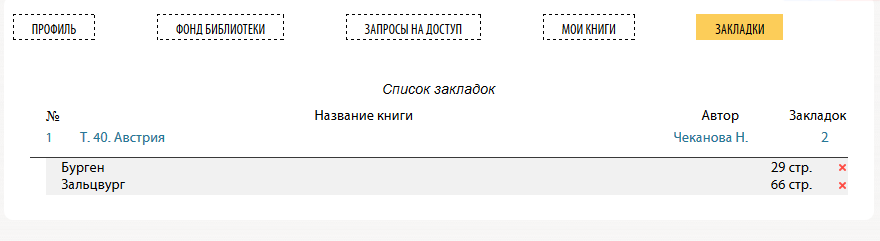 ПРОФИЛЬ ФОНД БИБЛИОТЕКИ ЗАПРОСЫ НА ДОСТУП МОИ КНИГИ ЗАКЛАДКИ
Список закладок
№ Название книги Автор Закладок
1 Т. 40. Австрия Чеканова Н. 2
Бурген 29 стр. ×
Зальцвург 66 стр. ×